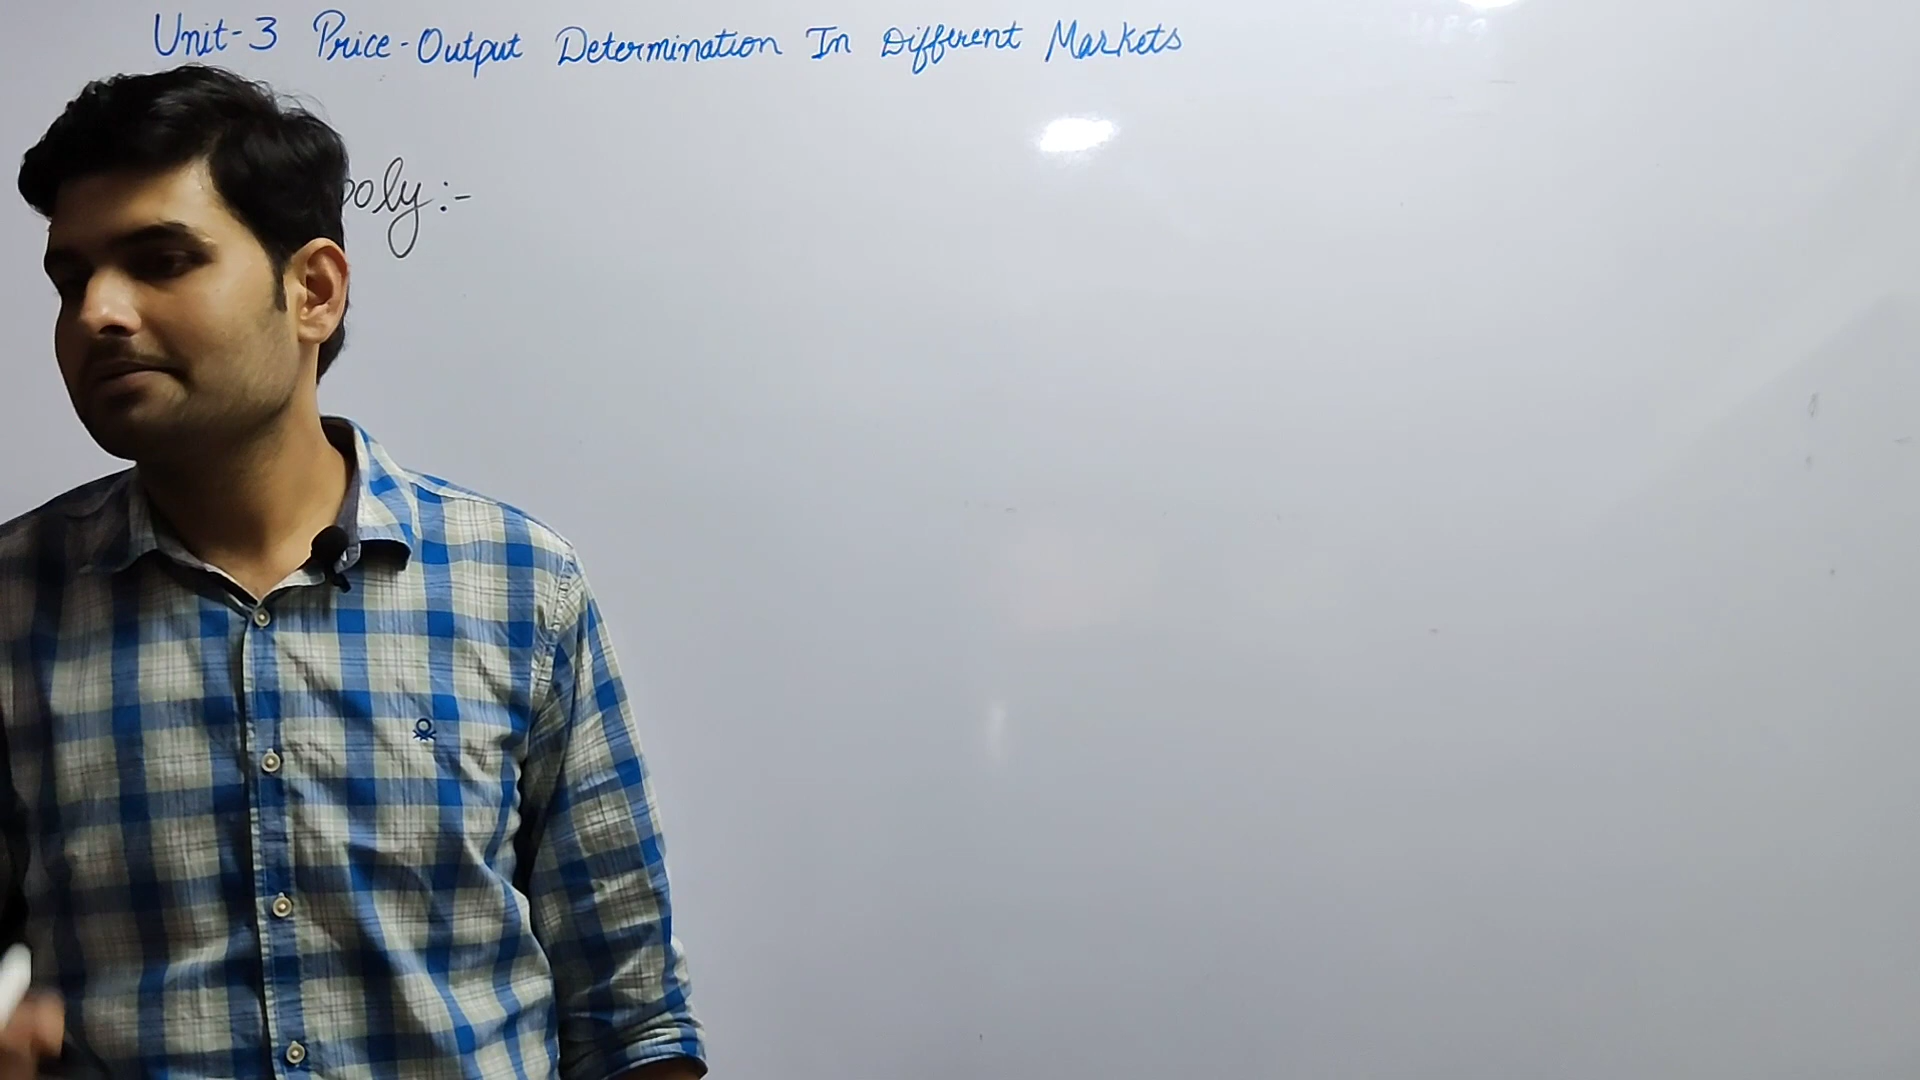 Unit-3 Price-Output Determination In Different Markets
poly:-